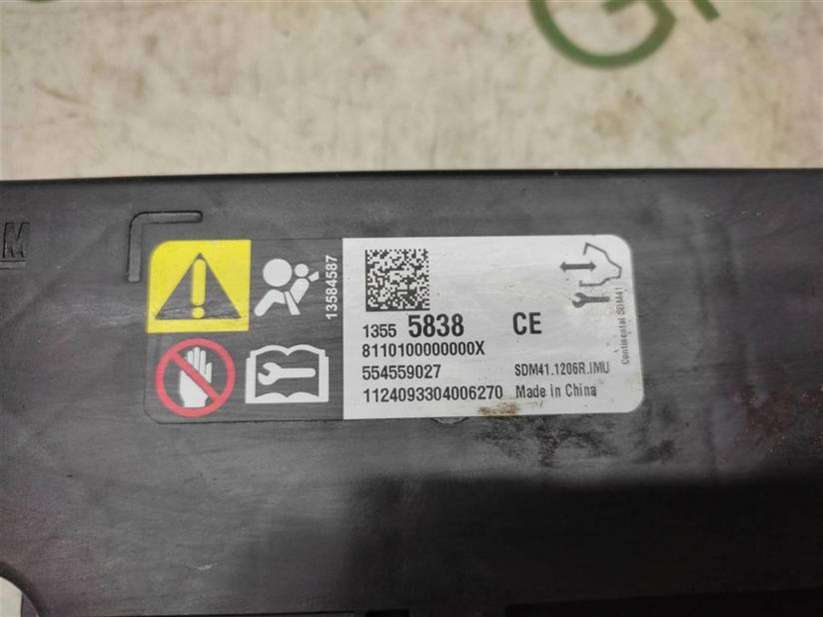 M
13584587
1355 5838 CE
8110100000000X
554559027 SDM41.1206R.IMU
1124093304006270 Made in China
Continental SDM41